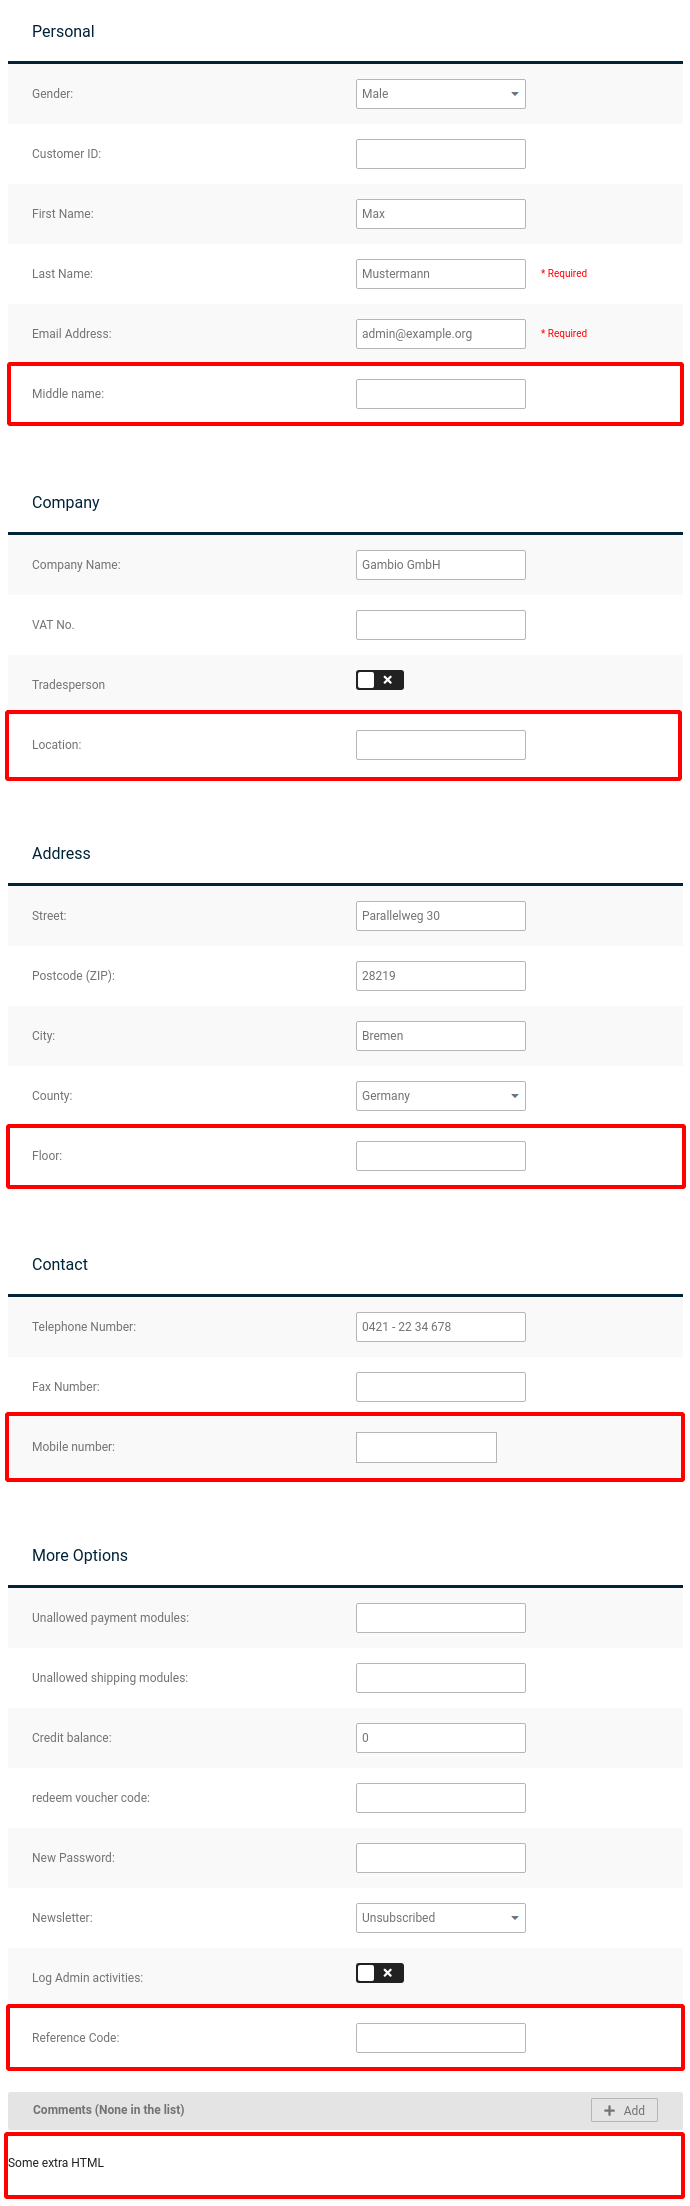 Personal
Gender: Male
Customer ID:
First Name: Max
Last Name: Mustermann * Required
Email Address: admin@example.org * Required
Middle name:
Company
Company Name: Gambio GmbH
VAT No.
Tradesperson
Location:
Address
Street: Parallelweg 30
Postcode (ZIP): 28219
City: Bremen
County: Germany
Floor:
Contact
Telephone Number: 0421 - 22 34 678
Fax Number:
Mobile number:
More Options
Unallowed payment modules:
Unallowed shipping modules:
Credit balance: 0
redeem voucher code:
New Password:
Newsletter: Unsubscribed
Log Admin activities:
Reference Code:
Comments (None in the list) Add
Some extra HTML